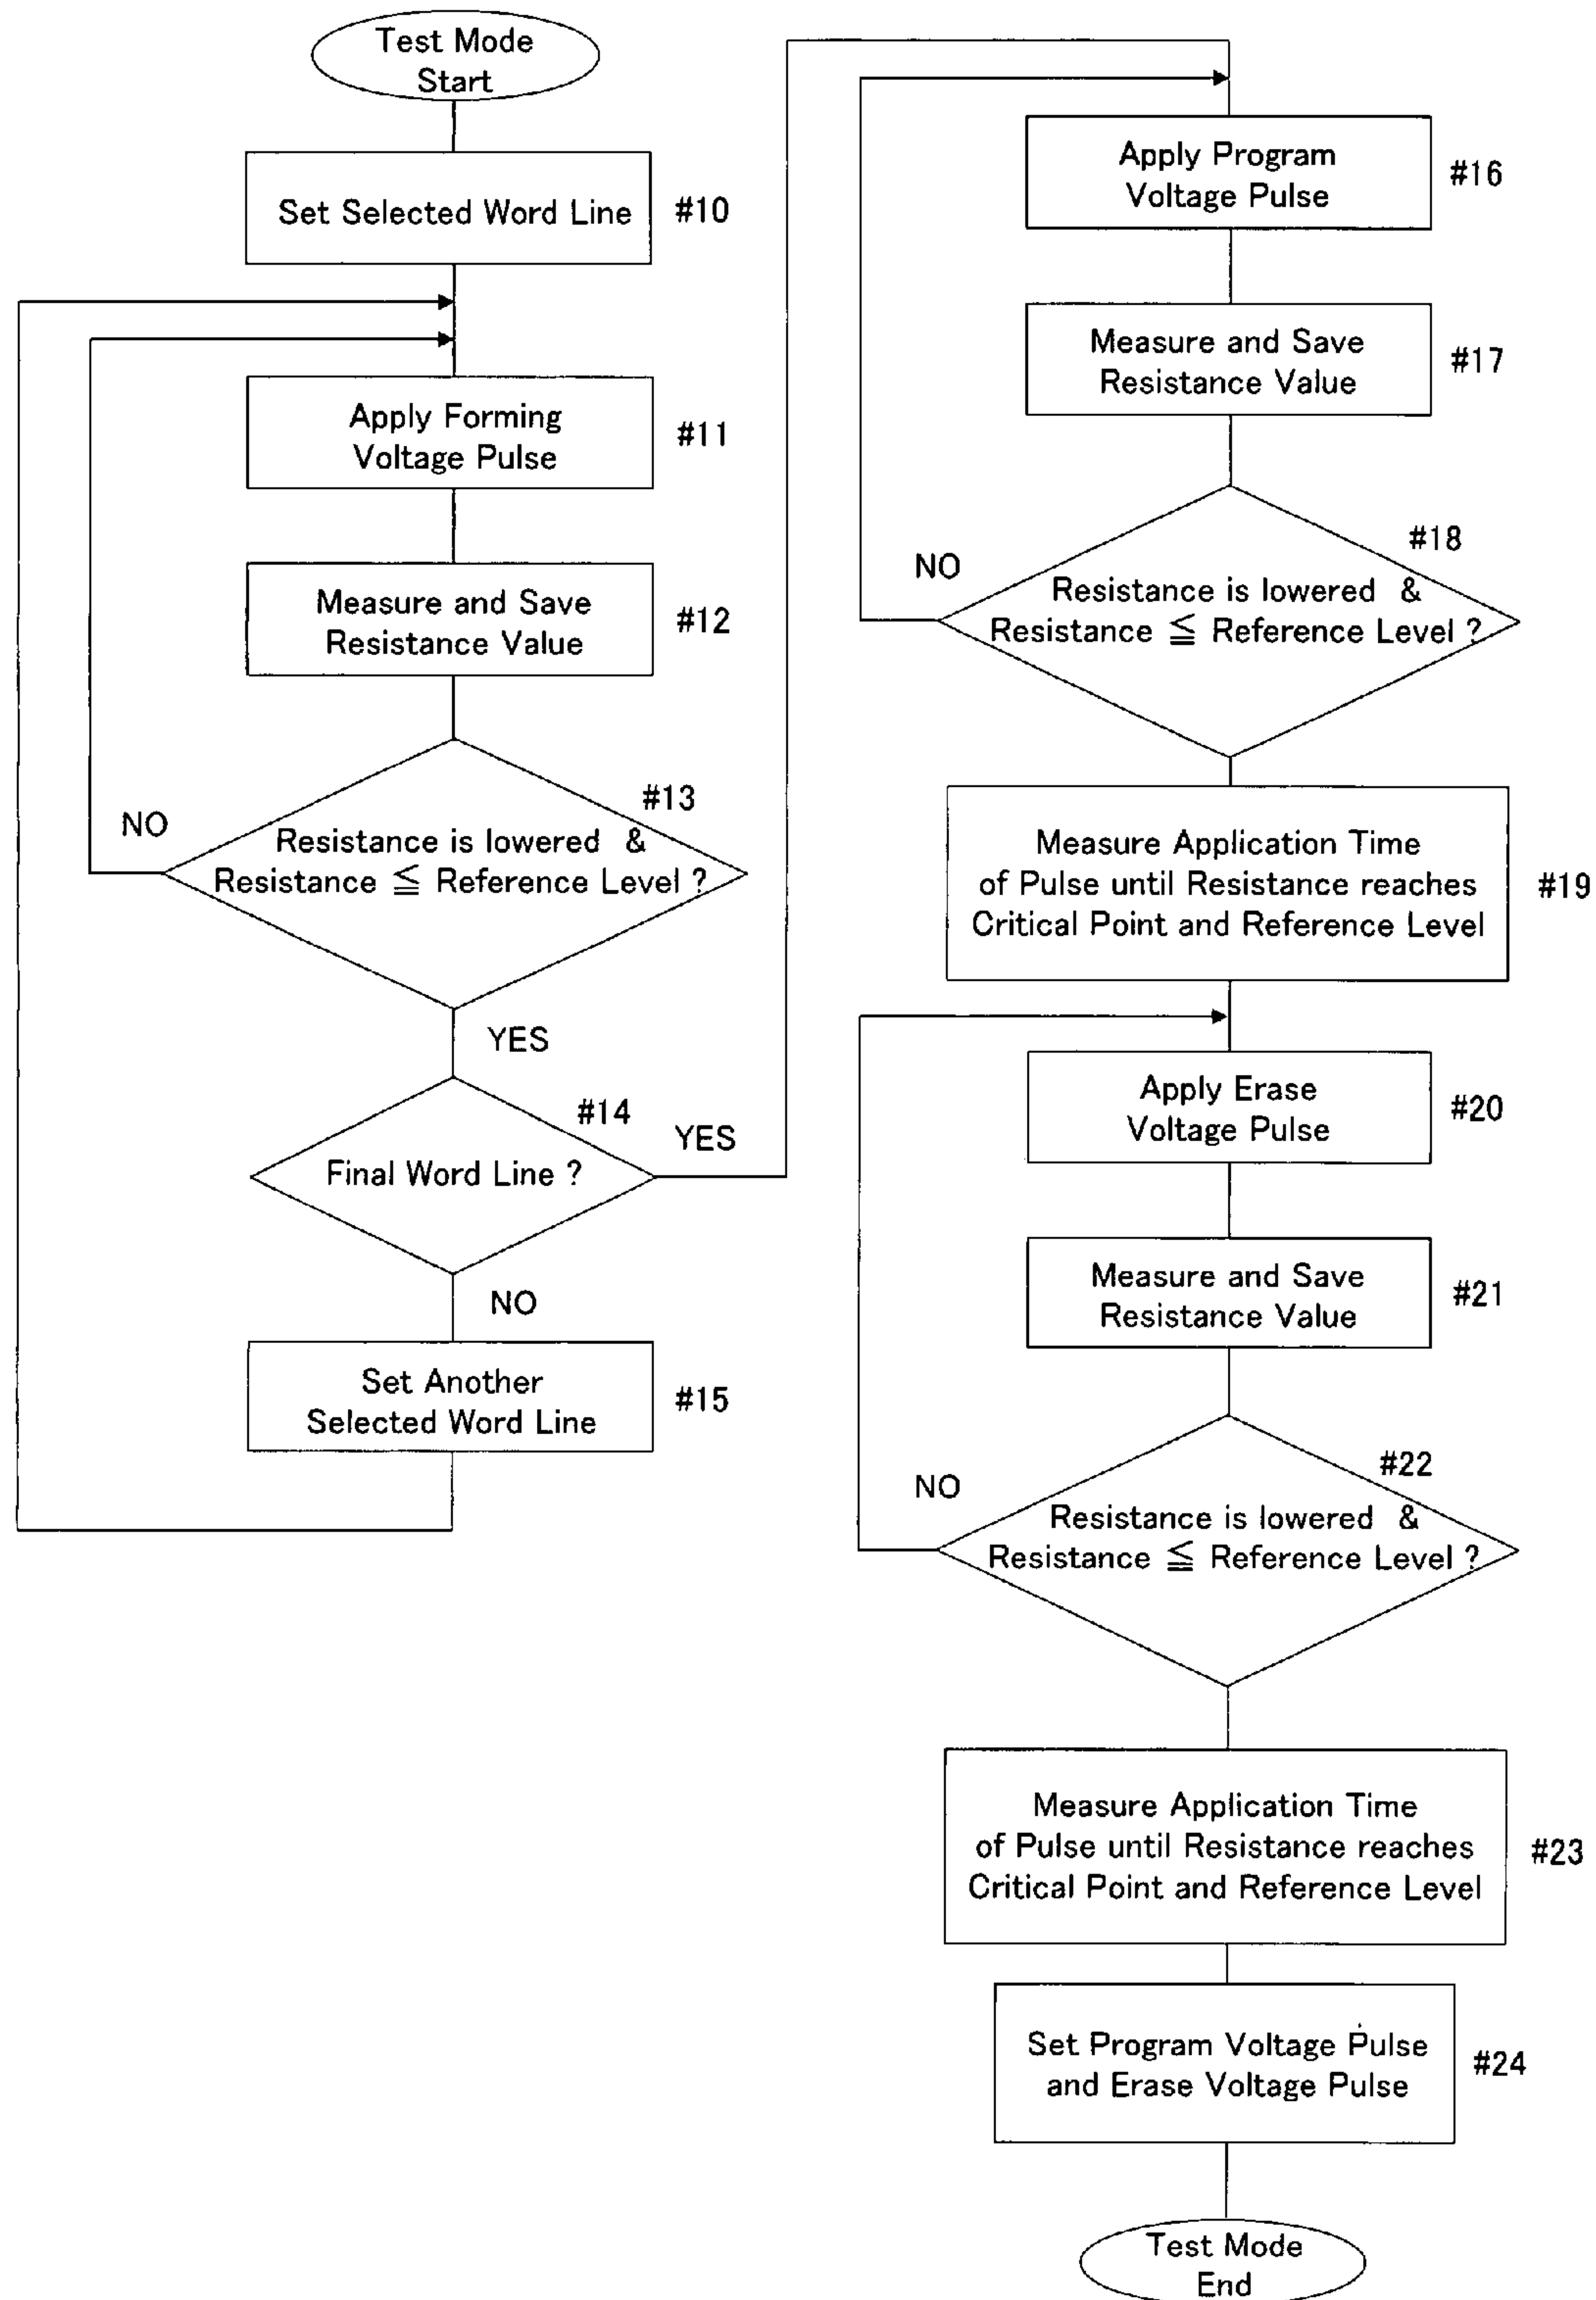 Test Mode
Start
Set Selected Word Line
#10
Apply Forming
Voltage Pulse
#11
Measure and Save
Resistance Value
#12
#13
NO
Resistance is lowered &
Resistance ≦ Reference Level ?
YES
#14
YES
Final Word Line ?
NO
Set Another
Selected Word Line
#15
Apply Program
Voltage Pulse
#16
Measure and Save
Resistance Value
#17
#18
NO
Resistance is lowered &
Resistance ≦ Reference Level ?
Measure Application Time
of Pulse until Resistance reaches
Critical Point and Reference Level
#19
Apply Erase
Voltage Pulse
#20
Measure and Save
Resistance Value
#21
#22
NO
Resistance is lowered &
Resistance ≦ Reference Level ?
Measure Application Time
of Pulse until Resistance reaches
Critical Point and Reference Level
#23
Set Program Voltage Pulse
and Erase Voltage Pulse
#24
Test Mode
End